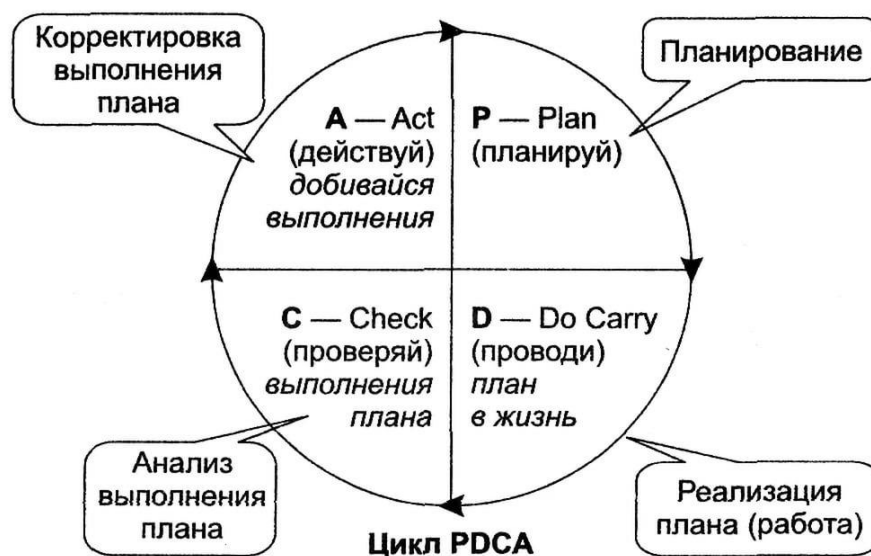 Корректировка
выполнения
плана
Планирование
A — Act
(действуй)
добивайся
выполнения
P — Plan
(планируй)
C — Check
(проверяй)
выполнения
плана
D — Do Carry
(проводи)
план
в жизнь
Анализ
выполнения
плана
Реализация
плана (работа)
Цикл PDCA